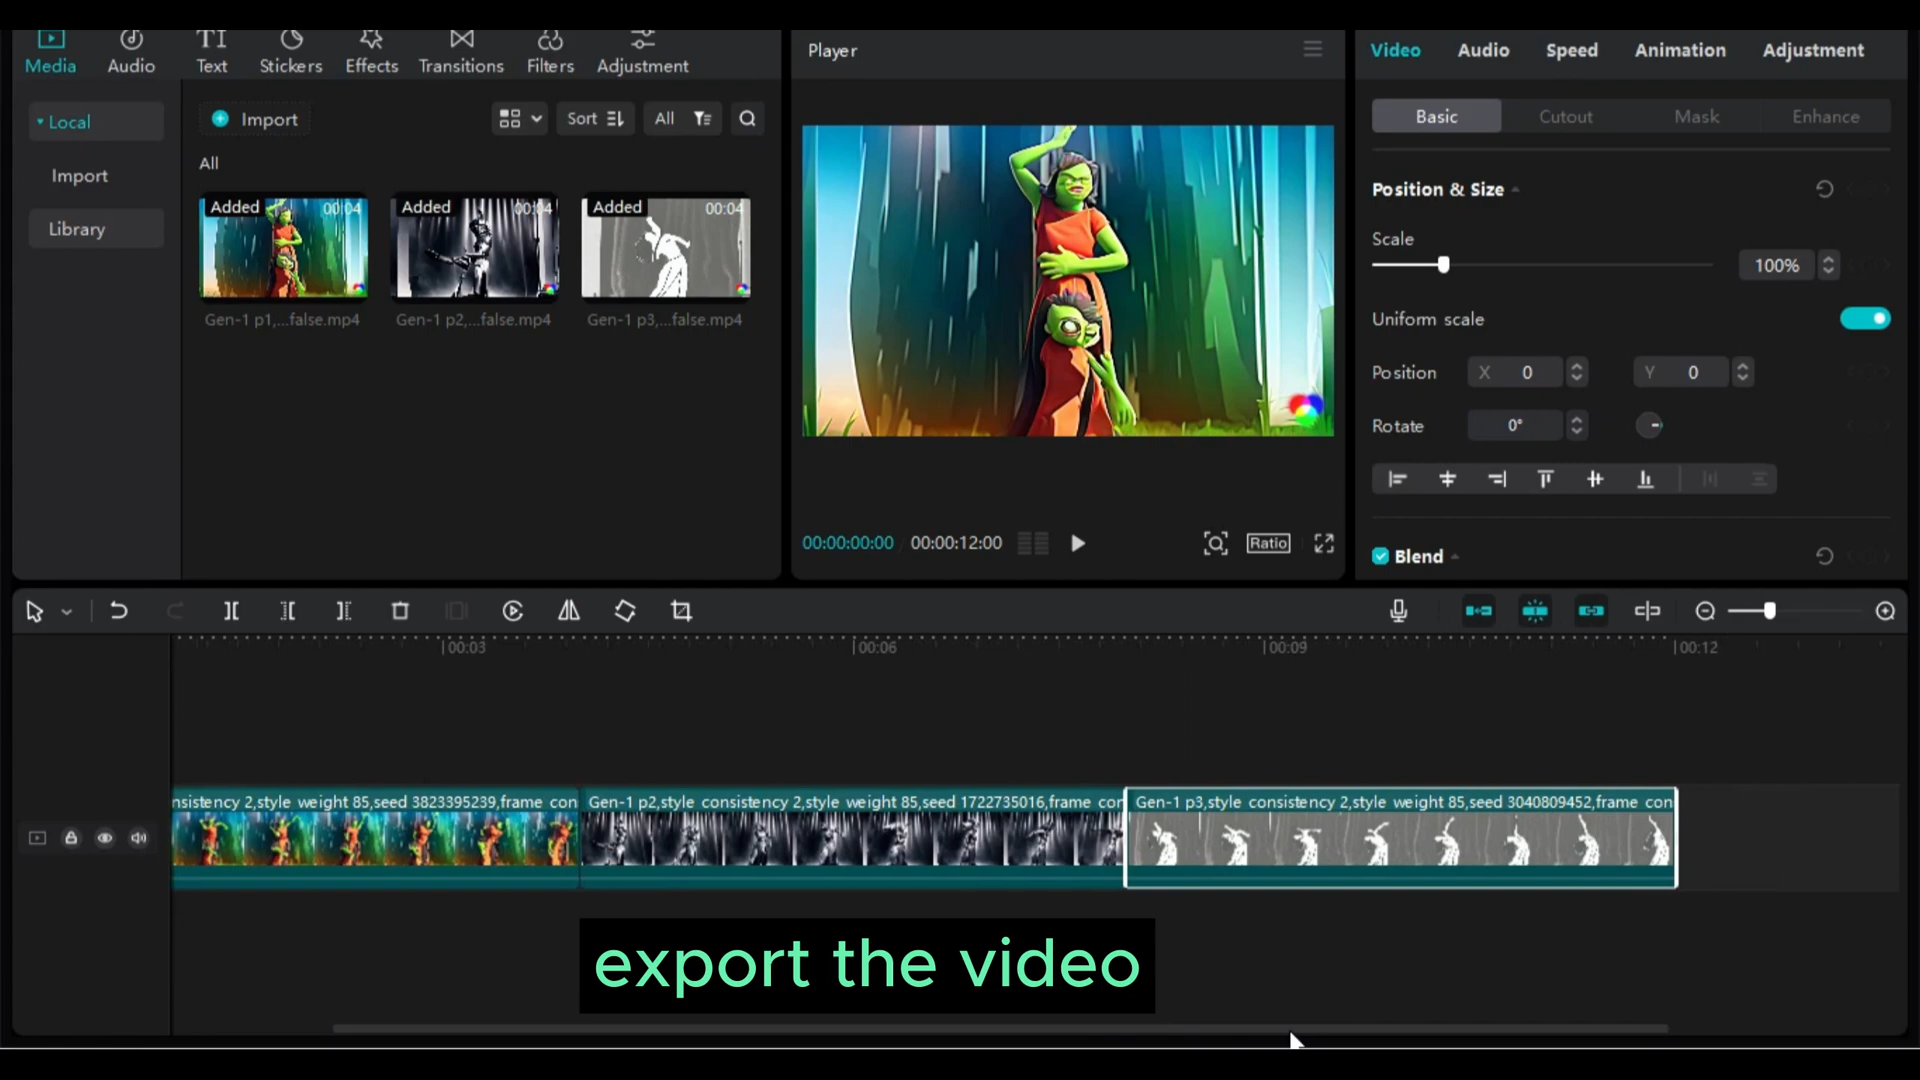 Media
Audio
Text
Stickers
Effects
Transitions
Filters
Adjustment
Local
Import
Library
Import
Sort
All
All
Added 00:04
Added 00:04
Added 00:04
Gen-1 p1,...false.mp4
Gen-1 p2,...false.mp4
Gen-1 p3,...false.mp4
Player
00:00:00:00 00:00:12:00
Ratio
Video
Audio
Speed
Animation
Adjustment
Basic
Cutout
Mask
Enhance
Position & Size
Scale
100%
Uniform scale
Position X 0 Y 0
Rotate 0°
Blend
00:03
00:06
00:09
00:12
nsistency 2,style weight 85,seed 3823395239,frame con
Gen-1 p2,style consistency 2,style weight 85,seed 1722735016,frame cor
Gen-1 p3,style consistency 2,style weight 85,seed 3040809452,frame con
export the video